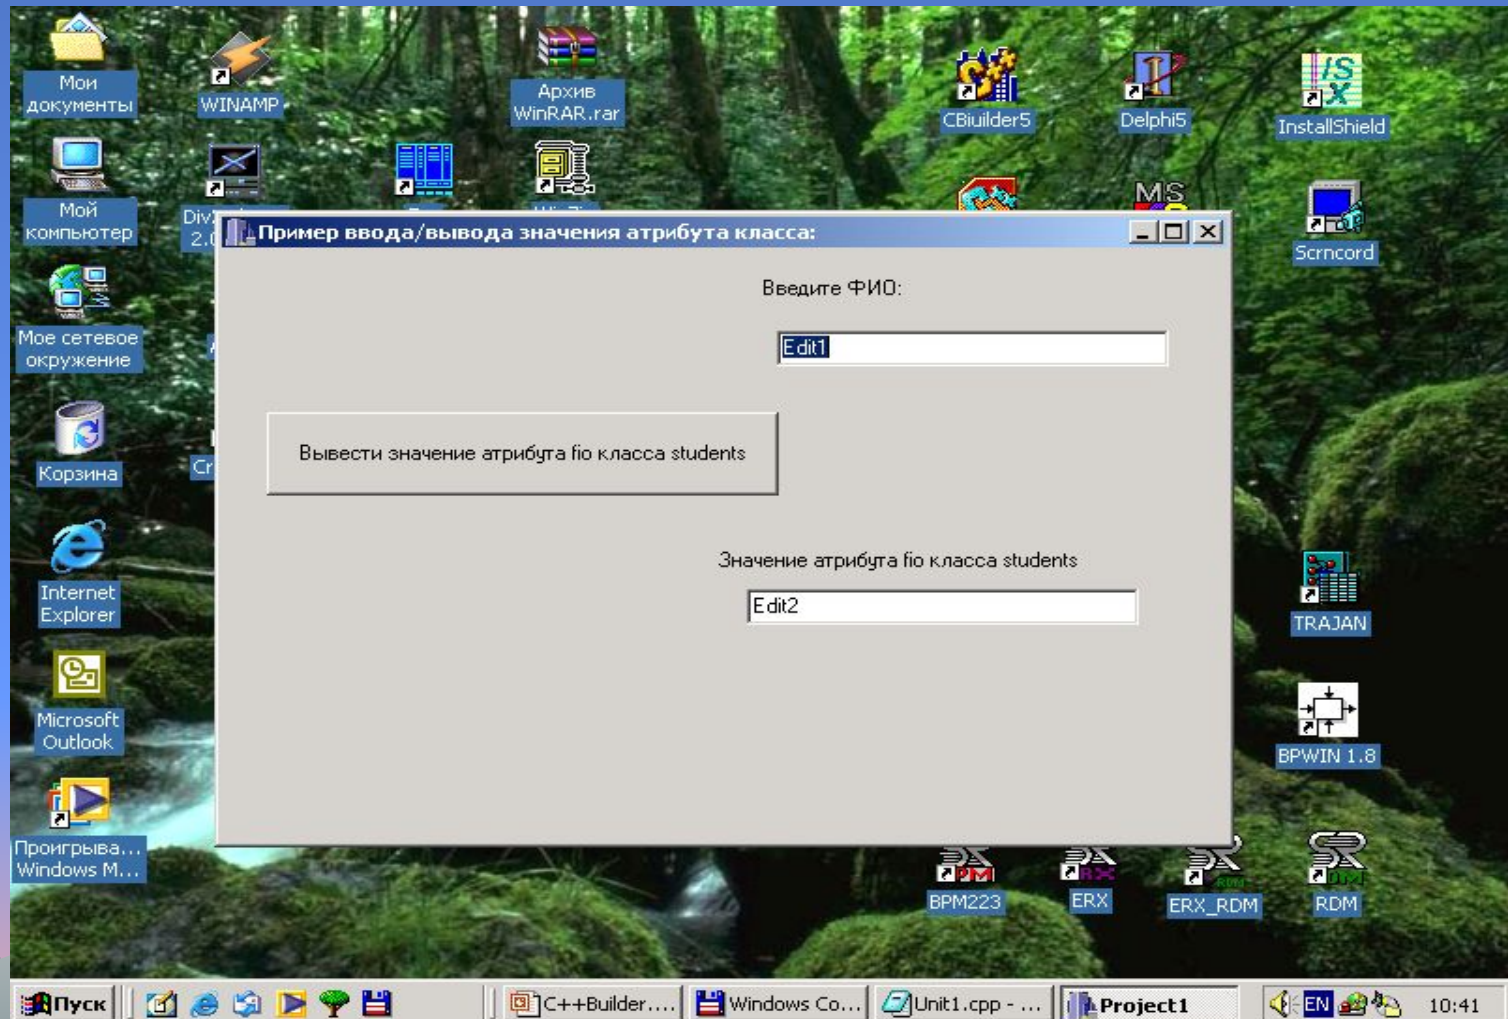 Мои
документы
WINAMP
Архив
WinRAR.rar
CBiuilder5
Delphi5
InstallShield
Мой
компьютер
MS
Scrncord
Пример ввода/вывода значения атрибута класса:
Введите ФИО:
Edit1
Мое сетевое
окружение
Вывести значение атрибута fio класса students
Корзина
Значение атрибута fio класса students
Edit2
Internet
Explorer
TRAJAN
Microsoft
Outlook
BPWIN 1.8
Проигрыва...
Windows M...
BPM223
ERX
ERX_RDM
RDM
Пуск
C++Builder....
Windows Co...
Unit1.cpp - ...
Project1
EN
10:41